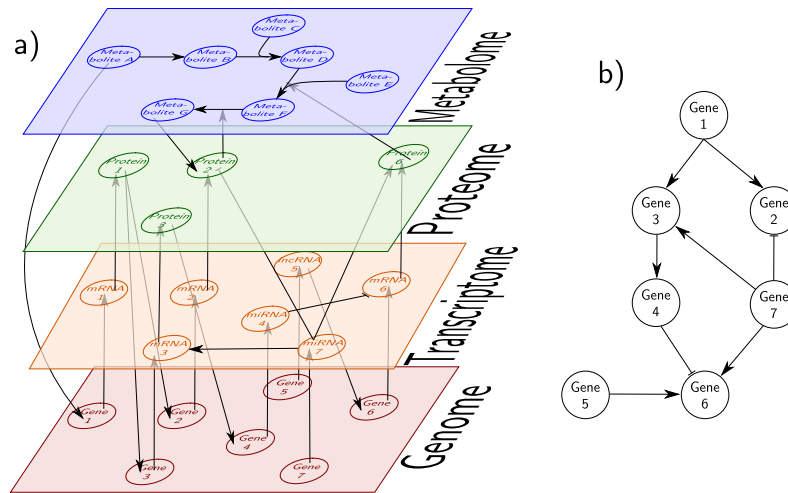 a)
Meta-
bolite C
Meta-
bolite A
Meta-
bolite B
Meta-
bolite D
Meta-
bolite E
Meta-
bolite G
Meta-
bolite F
Metabolome
Protein
1
Protein
2
Protein
6
Protein
3
Proteome
ncRNA
5
mRNA
1
mRNA
2
mRNA
6
miRNA
4
mRNA
3
miRNA
7
Transcriptome
Gene
5
Gene
1
Gene
2
Gene
6
Gene
4
Gene
3
Gene
7
Genome
b)
Gene
1
Gene
3
Gene
2
Gene
4
Gene
7
Gene
5
Gene
6